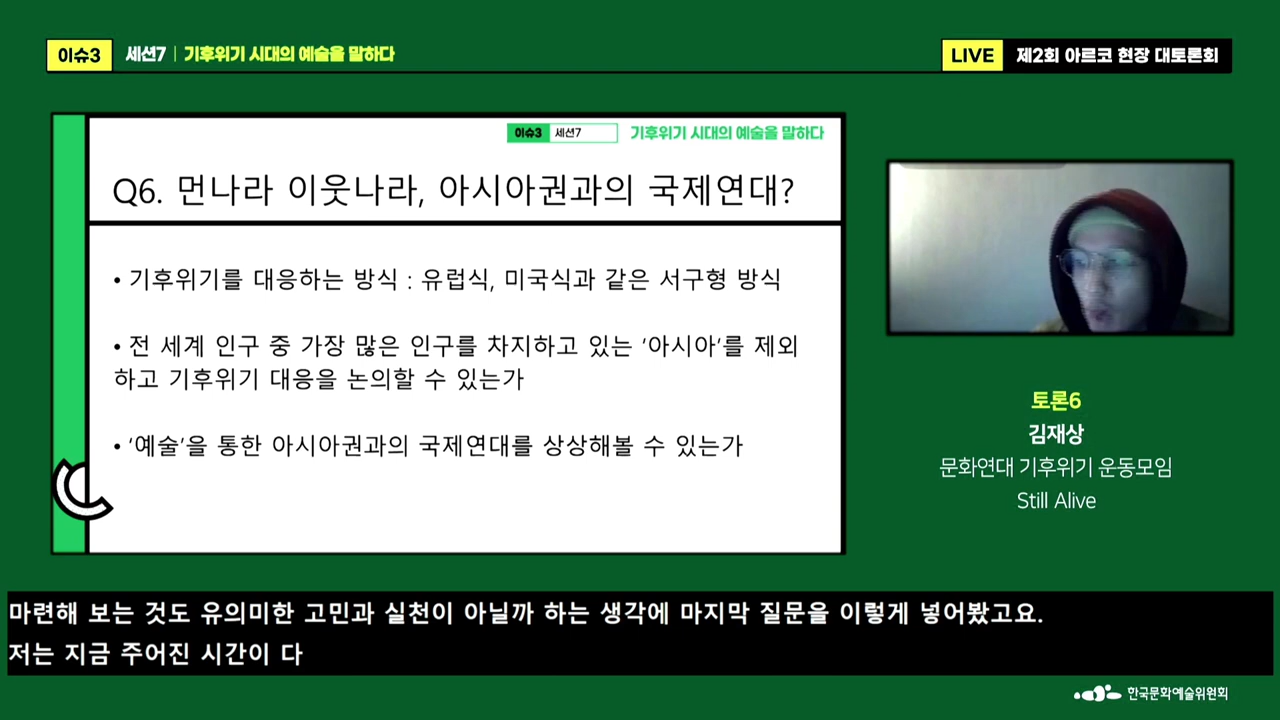 이슈3 세션7 | 기후위기 시대의 예술을 말하다
LIVE 제2회 아르코 현장 대토론회
이슈3 세션7 기후위기 시대의 예술을 말하다
Q6. 먼나라 이웃나라, 아시아권과의 국제연대?
• 기후위기를 대응하는 방식 : 유럽식, 미국식과 같은 서구형 방식
• 전 세계 인구 중 가장 많은 인구를 차지하고 있는 '아시아'를 제외
하고 기후위기 대응을 논의할 수 있는가
• '예술'을 통한 아시아권과의 국제연대를 상상해볼 수 있는가
토론6
김재상
문화연대 기후위기 운동모임
Still Alive
마련해 보는 것도 유의미한 고민과 실천이 아닐까 하는 생각에 마지막 질문을 이렇게 넣어봤고요.
저는 지금 주어진 시간이 다
한국문화예술위원회